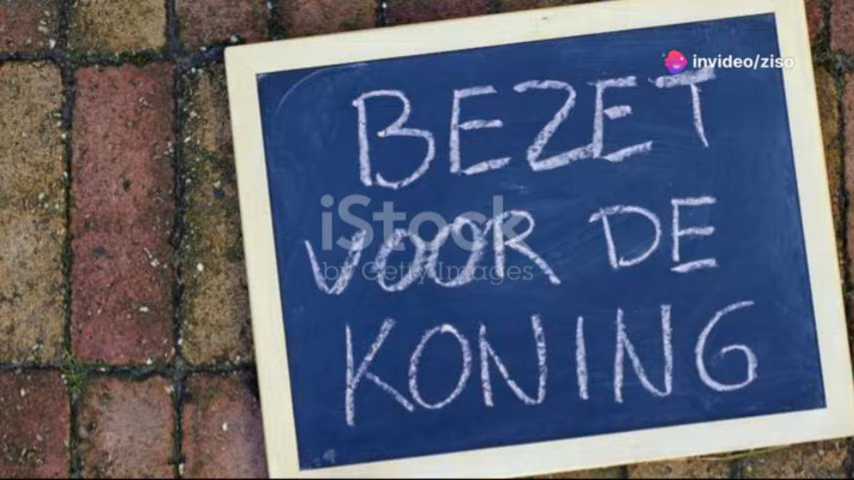 invideo/ziso
BEZET
VOOR DE
KONING
iStock
by Getty Images